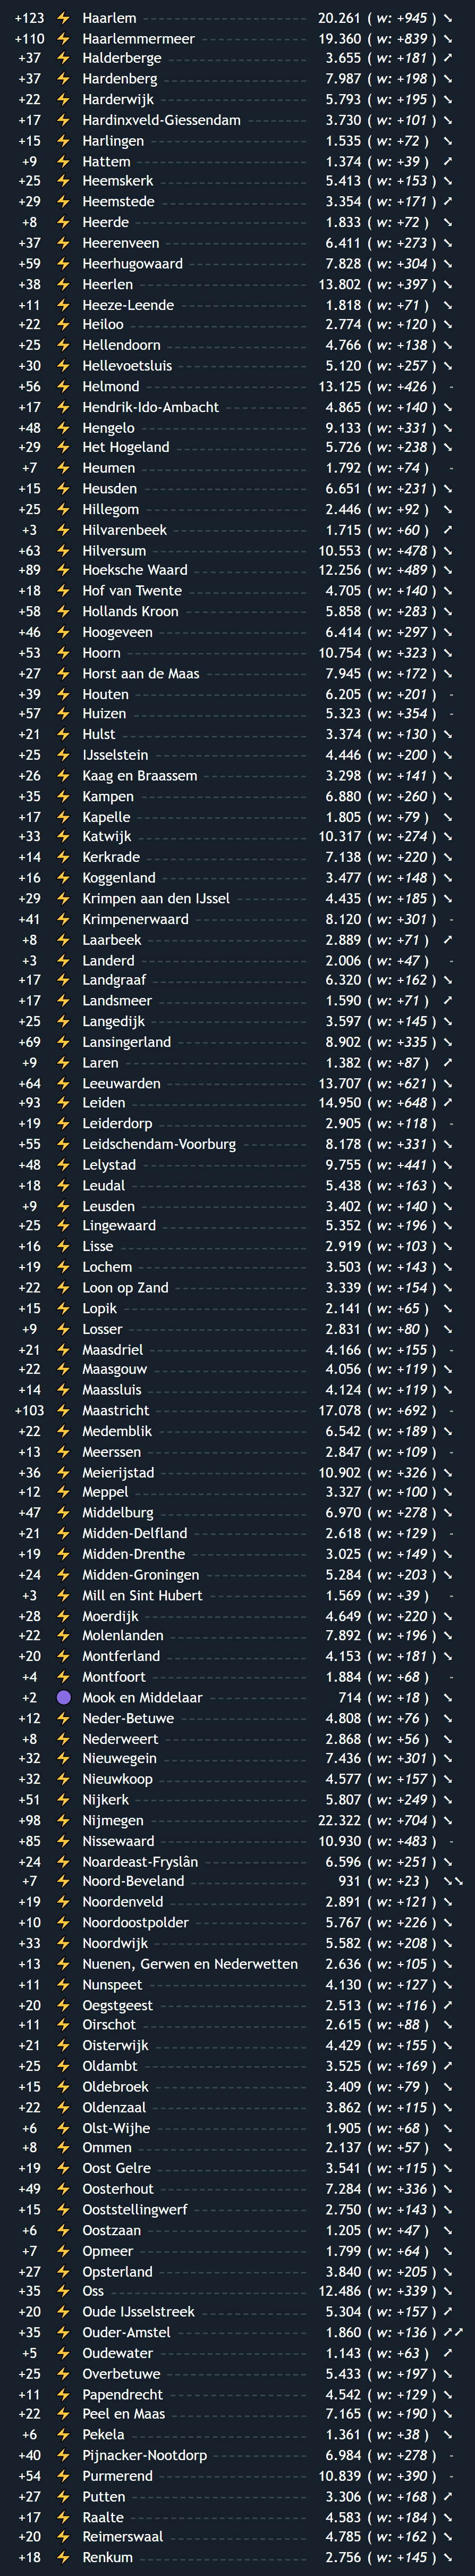 +123 ⚡ Haarlem 20.261 ( w: +945 ) ↘
+110 ⚡ Haarlemmermeer 19.360 ( w: +839 ) ↘
+37 ⚡ Halderberge 3.655 ( w: +181 ) ↗
+37 ⚡ Hardenberg 7.987 ( w: +198 ) ↘
+22 ⚡ Harderwijk 5.793 ( w: +195 ) ↘
+17 ⚡ Hardinxveld-Giessendam 3.730 ( w: +101 ) ↘
+15 ⚡ Harlingen 1.535 ( w: +72 ) ↘
+9 ⚡ Hattem 1.374 ( w: +39 ) ↗
+25 ⚡ Heemskerk 5.413 ( w: +153 ) ↘
+29 ⚡ Heemstede 3.354 ( w: +171 ) ↗
+8 ⚡ Heerde 1.833 ( w: +72 ) ↘
+37 ⚡ Heerenveen 6.411 ( w: +273 ) ↘
+59 ⚡ Heerhugowaard 7.828 ( w: +304 ) ↘
+38 ⚡ Heerlen 13.802 ( w: +397 ) ↘
+11 ⚡ Heeze-Leende 1.818 ( w: +71 ) ↘
+22 ⚡ Heiloo 2.774 ( w: +120 ) ↘
+25 ⚡ Hellendoorn 4.766 ( w: +138 ) ↘
+30 ⚡ Hellevoetsluis 5.120 ( w: +257 ) ↘
+56 ⚡ Helmond 13.125 ( w: +426 ) -
+17 ⚡ Hendrik-Ido-Ambacht 4.865 ( w: +140 ) ↘
+48 ⚡ Hengelo 9.133 ( w: +331 ) ↘
+29 ⚡ Het Hogeland 5.726 ( w: +238 ) ↘
+7 ⚡ Heumen 1.792 ( w: +74 ) -
+15 ⚡ Heusden 6.651 ( w: +231 ) ↘
+25 ⚡ Hillegom 2.446 ( w: +92 ) ↘
+3 ⚡ Hilvarenbeek 1.715 ( w: +60 ) ↗
+63 ⚡ Hilversum 10.553 ( w: +478 ) ↘
+89 ⚡ Hoeksche Waard 12.256 ( w: +489 ) ↘
+18 ⚡ Hof van Twente 4.705 ( w: +140 ) ↘
+58 ⚡ Hollands Kroon 5.858 ( w: +283 ) ↘
+46 ⚡ Hoogeveen 6.414 ( w: +297 ) ↘
+53 ⚡ Hoorn 10.754 ( w: +323 ) ↘
+27 ⚡ Horst aan de Maas 7.945 ( w: +172 ) ↘
+39 ⚡ Houten 6.205 ( w: +201 ) -
+57 ⚡ Huizen 5.323 ( w: +354 ) -
+21 ⚡ Hulst 3.374 ( w: +130 ) ↘
+25 ⚡ IJsselstein 4.446 ( w: +200 ) ↘
+26 ⚡ Kaag en Braassem 3.298 ( w: +141 ) ↘
+35 ⚡ Kampen 6.880 ( w: +260 ) ↘
+17 ⚡ Kapelle 1.805 ( w: +79 ) ↘
+33 ⚡ Katwijk 10.317 ( w: +274 ) ↘
+14 ⚡ Kerkrade 7.138 ( w: +220 ) ↘
+16 ⚡ Koggenland 3.477 ( w: +148 ) ↘
+29 ⚡ Krimpen aan den IJssel 4.435 ( w: +185 ) ↘
+41 ⚡ Krimpenerwaard 8.120 ( w: +301 ) -
+8 ⚡ Laarbeek 2.889 ( w: +71 ) ↗
+3 ⚡ Landerd 2.006 ( w: +47 ) -
+17 ⚡ Landgraaf 6.320 ( w: +162 ) ↘
+17 ⚡ Landsmeer 1.590 ( w: +71 ) ↗
+25 ⚡ Langedijk 3.597 ( w: +145 ) ↘
+69 ⚡ Lansingerland 8.902 ( w: +335 ) ↘
+9 ⚡ Laren 1.382 ( w: +87 ) ↗
+64 ⚡ Leeuwarden 13.707 ( w: +621 ) ↘
+93 ⚡ Leiden 14.950 ( w: +648 ) ↗
+19 ⚡ Leiderdorp 2.905 ( w: +118 ) -
+55 ⚡ Leidschendam-Voorburg 8.178 ( w: +331 ) ↘
+48 ⚡ Lelystad 9.755 ( w: +441 ) ↘
+18 ⚡ Leudal 5.438 ( w: +163 ) ↘
+9 ⚡ Leusden 3.402 ( w: +140 ) ↘
+25 ⚡ Lingewaard 5.352 ( w: +196 ) ↘
+16 ⚡ Lisse 2.919 ( w: +103 ) ↘
+19 ⚡ Lochem 3.503 ( w: +143 ) ↘
+22 ⚡ Loon op Zand 3.339 ( w: +154 ) ↘
+15 ⚡ Lopik 2.141 ( w: +65 ) ↘
+9 ⚡ Losser 2.831 ( w: +80 ) ↘
+21 ⚡ Maasdriel 4.166 ( w: +155 ) -
+22 ⚡ Maasgouw 4.056 ( w: +119 ) ↘
+14 ⚡ Maassluis 4.124 ( w: +119 ) ↘
+103 ⚡ Maastricht 17.078 ( w: +692 ) -
+22 ⚡ Medemblik 6.542 ( w: +189 ) ↘
+13 ⚡ Meerssen 2.847 ( w: +109 ) -
+36 ⚡ Meierijstad 10.902 ( w: +326 ) ↘
+12 ⚡ Meppel 3.327 ( w: +100 ) ↘
+47 ⚡ Middelburg 6.970 ( w: +278 ) ↘
+21 ⚡ Midden-Delfland 2.618 ( w: +129 ) -
+19 ⚡ Midden-Drenthe 3.025 ( w: +149 ) ↘
+24 ⚡ Midden-Groningen 5.284 ( w: +203 ) ↘
+3 ⚡ Mill en Sint Hubert 1.569 ( w: +39 ) -
+28 ⚡ Moerdijk 4.649 ( w: +220 ) ↘
+22 ⚡ Molenlanden 7.892 ( w: +196 ) ↘
+20 ⚡ Montferland 4.153 ( w: +181 ) ↘
+4 ⚡ Montfoort 1.884 ( w: +68 ) -
+2 🟣 Mook en Middelaar 714 ( w: +18 ) ↘
+12 ⚡ Neder-Betuwe 4.808 ( w: +76 ) ↘
+8 ⚡ Nederweert 2.868 ( w: +56 ) ↘
+32 ⚡ Nieuwegein 7.436 ( w: +301 ) ↘
+32 ⚡ Nieuwkoop 4.577 ( w: +157 ) ↘
+51 ⚡ Nijkerk 5.807 ( w: +249 ) ↘
+98 ⚡ Nijmegen 22.322 ( w: +704 ) ↘
+85 ⚡ Nissewaard 10.930 ( w: +483 ) -
+24 ⚡ Noardeast-Fryslân 6.596 ( w: +251 ) ↘
+7 ⚡ Noord-Beveland 931 ( w: +23 ) ↘↘
+19 ⚡ Noordenveld 2.891 ( w: +121 ) ↘
+10 ⚡ Noordoostpolder 5.767 ( w: +226 ) ↘
+33 ⚡ Noordwijk 5.582 ( w: +208 ) ↘
+13 ⚡ Nuenen, Gerwen en Nederwetten 2.636 ( w: +105 ) ↘
+11 ⚡ Nunspeet 4.130 ( w: +127 ) ↘
+20 ⚡ Oegstgeest 2.513 ( w: +116 ) ↗
+11 ⚡ Oirschot 2.615 ( w: +88 ) ↘
+21 ⚡ Oisterwijk 4.429 ( w: +155 ) ↘
+25 ⚡ Oldambt 3.525 ( w: +169 ) ↗
+15 ⚡ Oldebroek 3.409 ( w: +79 ) ↘
+22 ⚡ Oldenzaal 3.862 ( w: +115 ) ↘
+6 ⚡ Olst-Wijhe 1.905 ( w: +68 ) ↘
+8 ⚡ Ommen 2.137 ( w: +57 ) ↘
+19 ⚡ Oost Gelre 3.541 ( w: +115 ) ↘
+49 ⚡ Oosterhout 7.284 ( w: +336 ) ↘
+15 ⚡ Ooststellingwerf 2.750 ( w: +143 ) ↘
+6 ⚡ Oostzaan 1.205 ( w: +47 ) ↘
+7 ⚡ Opmeer 1.799 ( w: +64 ) ↘
+27 ⚡ Opsterland 3.840 ( w: +205 ) ↘
+35 ⚡ Oss 12.486 ( w: +339 ) ↘
+20 ⚡ Oude IJsselstreek 5.304 ( w: +157 ) ↗
+35 ⚡ Ouder-Amstel 1.860 ( w: +136 ) ↗↗
+5 ⚡ Oudewater 1.143 ( w: +63 ) ↗
+25 ⚡ Overbetuwe 5.433 ( w: +197 ) ↘
+11 ⚡ Papendrecht 4.542 ( w: +129 ) ↘
+22 ⚡ Peel en Maas 7.165 ( w: +190 ) ↘
+6 ⚡ Pekela 1.361 ( w: +38 ) ↘
+40 ⚡ Pijnacker-Nootdorp 6.984 ( w: +278 ) -
+54 ⚡ Purmerend 10.839 ( w: +390 ) -
+27 ⚡ Putten 3.306 ( w: +168 ) ↗
+17 ⚡ Raalte 4.583 ( w: +184 ) ↘
+20 ⚡ Reimerswaal 4.785 ( w: +162 ) ↘
+18 ⚡ Renkum 2.756 ( w: +145 ) ↘